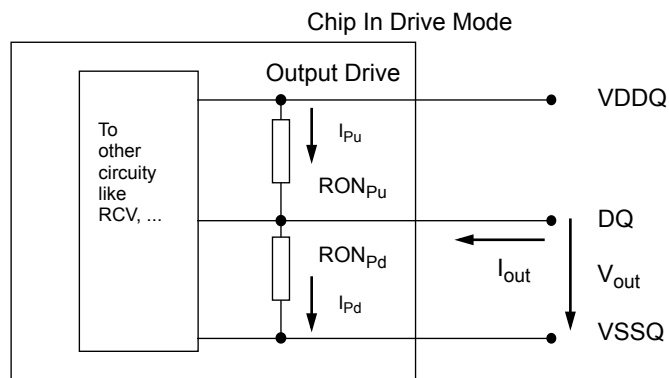 Chip In Drive Mode
Output Drive
VDDQ
To
other
circuity
like
RCV, ...
IPu
RONPu
DQ
RONPd
Iout
Vout
IPd
VSSQ